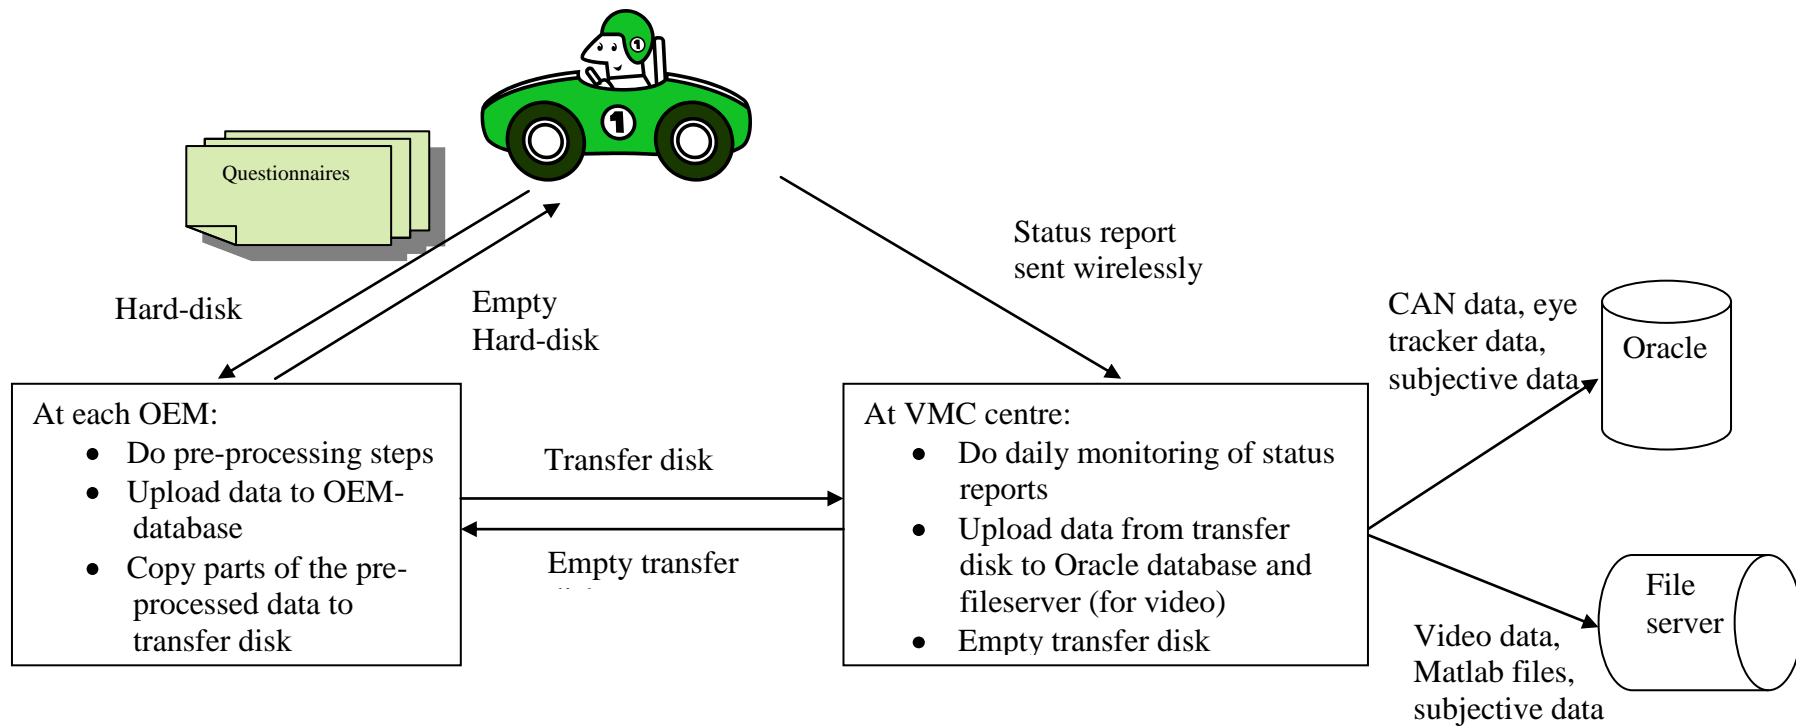 1
1
Questionnaires
Status report
sent wirelessly
Hard-disk
Empty
Hard-disk
CAN data, eye
tracker data,
subjective data
Oracle
At each OEM:
• Do pre-processing steps
• Upload data to OEM-
database
• Copy parts of the pre-
processed data to
transfer disk
Transfer disk
Empty transfer
At VMC centre:
• Do daily monitoring of status
reports
• Upload data from transfer
disk to Oracle database and
fileserver (for video)
• Empty transfer disk
File
server
Video data,
Matlab files,
subjective data